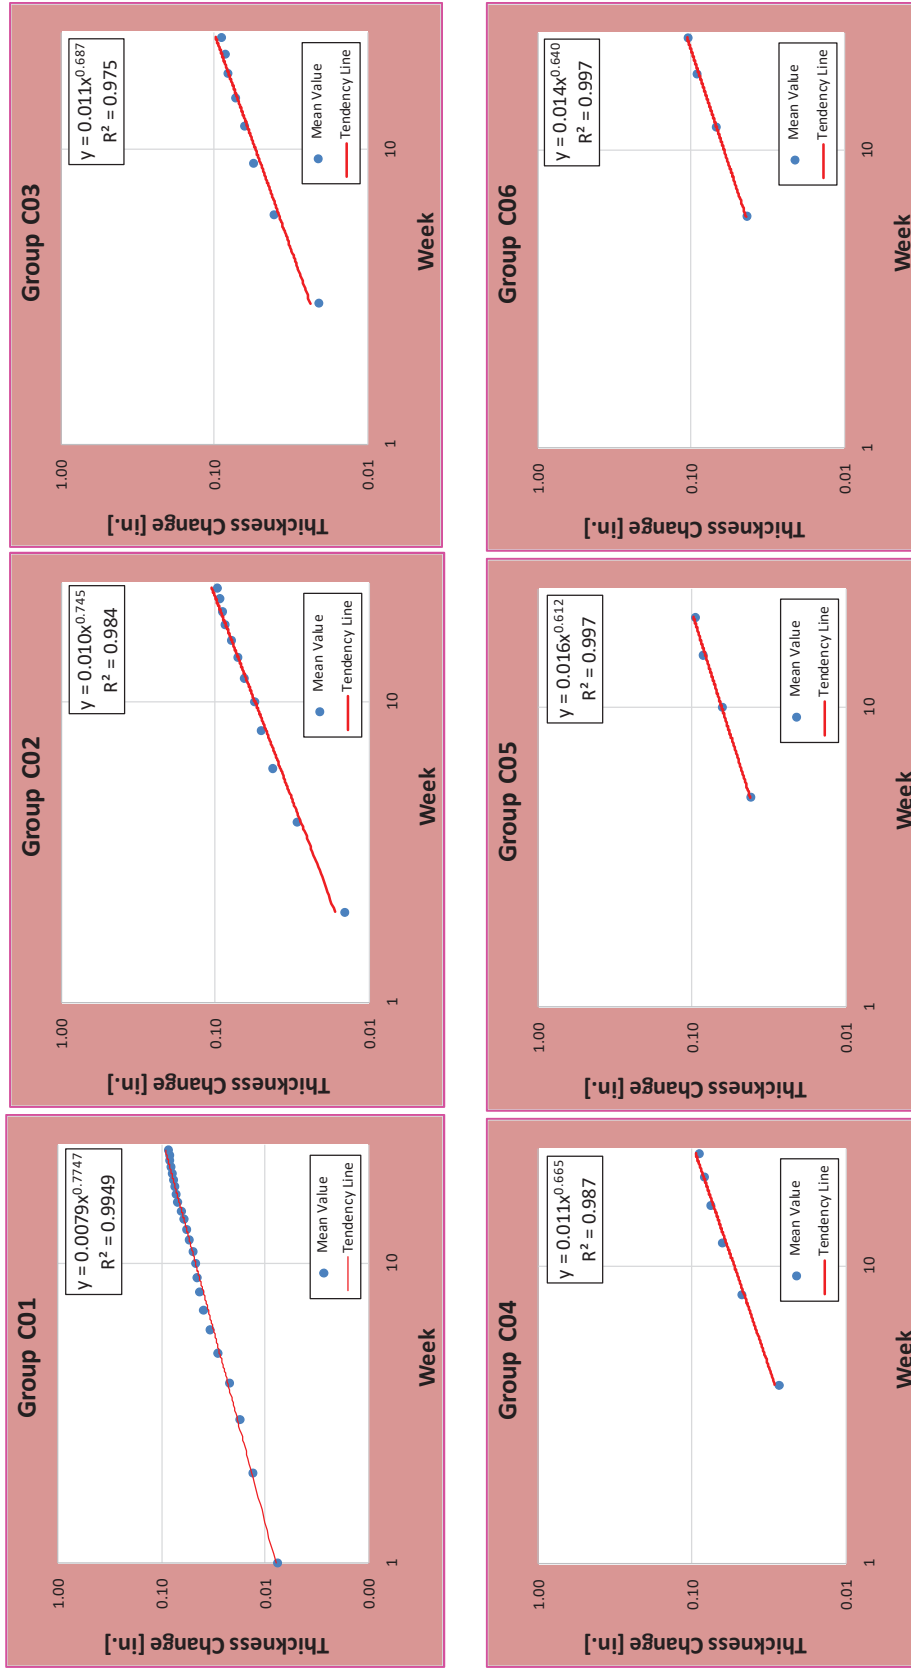 Group C01
y = 0.0079x^0.7747
R² = 0.9949
Mean Value
Tendency Line
Thickness Change [in.]
1.00
0.10
0.01
0.00
1
10
Week
Group C02
y = 0.010x^0.745
R² = 0.984
Mean Value
Tendency Line
Thickness Change [in.]
1.00
0.10
0.01
1
10
Week
Group C03
y = 0.011x^0.687
R² = 0.975
Mean Value
Tendency Line
Thickness Change [in.]
1.00
0.10
0.01
1
10
Week
Group C04
y = 0.011x^0.665
R² = 0.987
Mean Value
Tendency Line
Thickness Change [in.]
1.00
0.10
0.01
1
10
Week
Group C05
y = 0.016x^0.612
R² = 0.997
Mean Value
Tendency Line
Thickness Change [in.]
1.00
0.10
0.01
1
10
Week
Group C06
y = 0.014x^0.640
R² = 0.997
Mean Value
Tendency Line
Thickness Change [in.]
1.00
0.10
0.01
1
10
Week